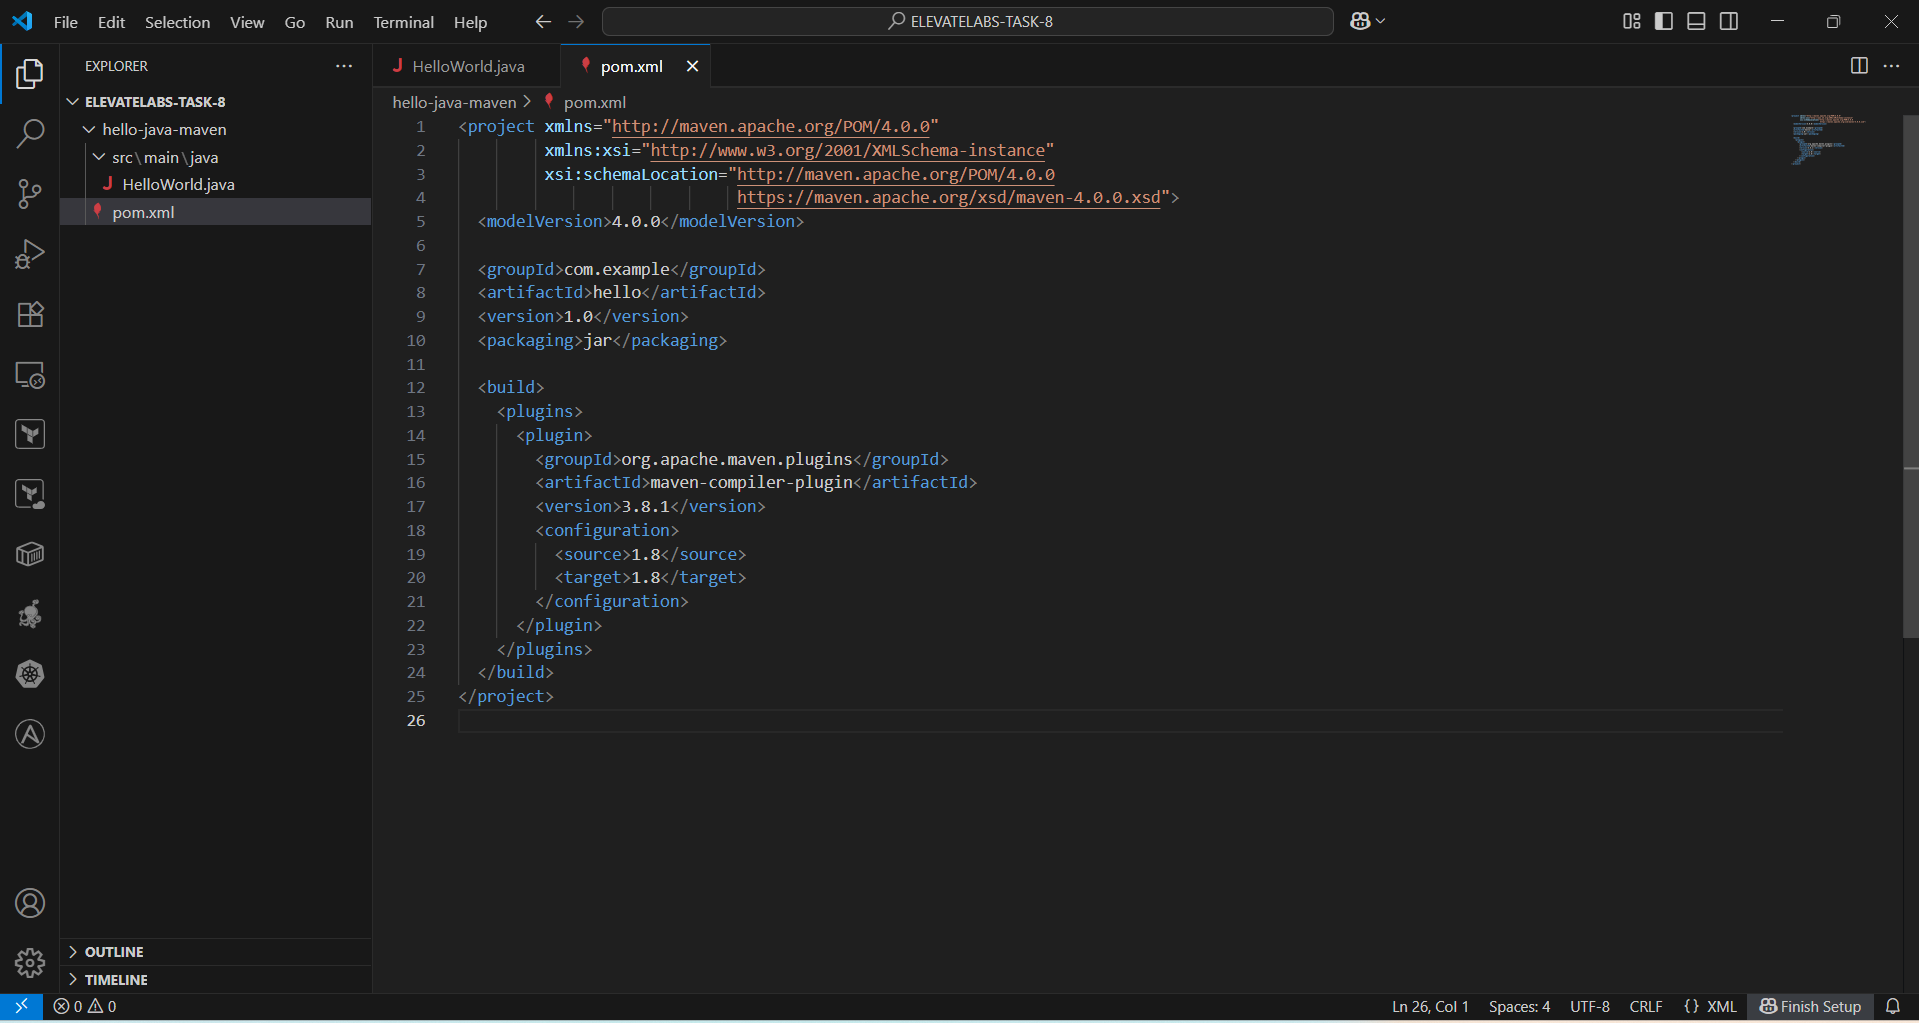 File Edit Selection View Go Run Terminal Help
ELEVATELABS-TASK-8
EXPLORER
ELEVATELABS-TASK-8
hello-java-maven
src\main\java
HelloWorld.java
pom.xml
OUTLINE
TIMELINE
HelloWorld.java pom.xml
hello-java-maven > pom.xml
1 <project xmlns="http://maven.apache.org/POM/4.0.0"
2 xmlns:xsi="http://www.w3.org/2001/XMLSchema-instance"
3 xsi:schemaLocation="http://maven.apache.org/POM/4.0.0
4 https://maven.apache.org/xsd/maven-4.0.0.xsd">
5 <modelVersion>4.0.0</modelVersion>
6
7 <groupId>com.example</groupId>
8 <artifactId>hello</artifactId>
9 <version>1.0</version>
10 <packaging>jar</packaging>
11
12 <build>
13 <plugins>
14 <plugin>
15 <groupId>org.apache.maven.plugins</groupId>
16 <artifactId>maven-compiler-plugin</artifactId>
17 <version>3.8.1</version>
18 <configuration>
19 <source>1.8</source>
20 <target>1.8</target>
21 </configuration>
22 </plugin>
23 </plugins>
24 </build>
25 </project>
26
0 0 Ln 26, Col 1 Spaces: 4 UTF-8 CRLF {} XML Finish Setup